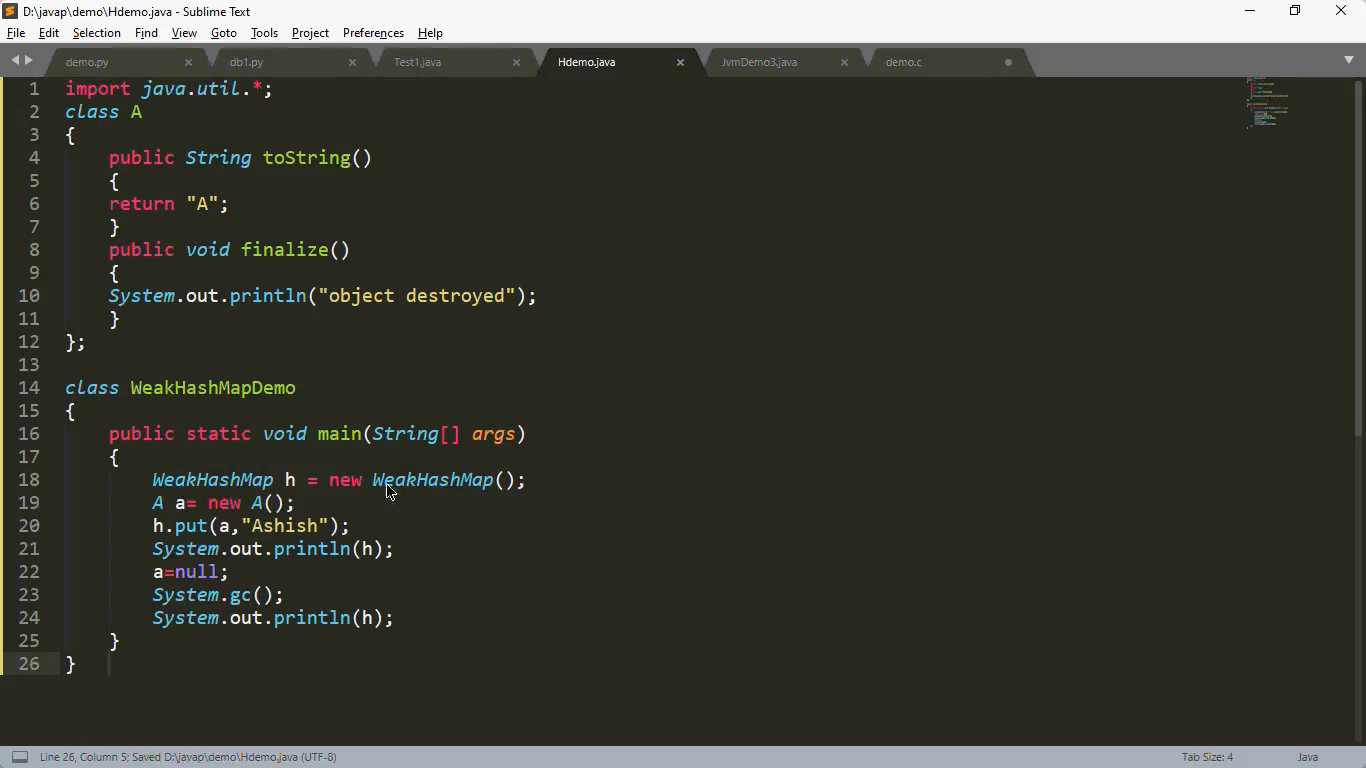 D:\javap\demo\Hdemo.java - Sublime Text
File Edit Selection Find View Goto Tools Project Preferences Help
demo.py db1.py Test1.java Hdemo.java JvmDemo3.java demo.c
1 import java.util.*;
2 class A
3 {
4 public String toString()
5 {
6 return "A";
7 }
8 public void finalize()
9 {
10 System.out.println("object destroyed");
11 }
12 };
13
14 class WeakHashMapDemo
15 {
16 public static void main(String[] args)
17 {
18 WeakHashMap h = new WeakHashMap();
19 A a= new A();
20 h.put(a,"Ashish");
21 System.out.println(h);
22 a=null;
23 System.gc();
24 System.out.println(h);
25 }
26 }
Line 26, Column 5; Saved D:\javap\demo\Hdemo.java (UTF-8) Tab Size: 4 Java